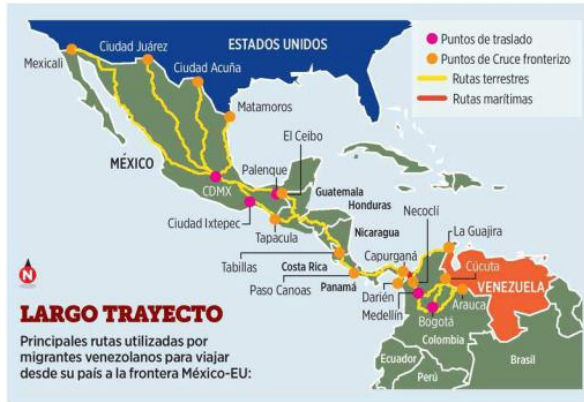 ESTADOS UNIDOS
Puntos de traslado
Puntos de Cruce fronterizo
Rutas terrestres
Rutas marítimas
Ciudad Juárez
Mexicali
Ciudad Acuña
Matamoros
El Ceibo
MÉXICO
Palenque
CDMX
Guatemala
Honduras
Necoclí
Ciudad Ixtepec
Nicaragua
La Guajira
Tapacula
Capurganá
Cúcuta
Tabillas
Costa Rica
VENEZUELA
Paso Canoas
Panamá
Darién
Arauca
Medellín
Bogotá
Colombia
N
LARGO TRAYECTO
Principales rutas utilizadas por
migrantes venezolanos para viajar
desde su país a la frontera México-EU:
Ecuador
Brasil
Perú